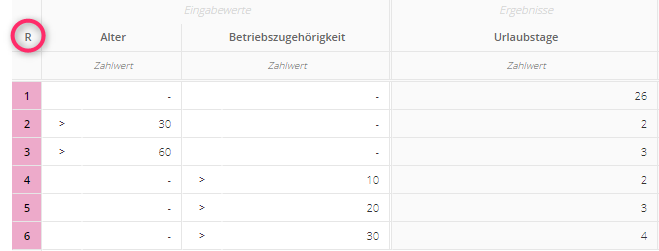 Eingabewerte Ergebnisse
R Alter Betriebszugehörigkeit Urlaubstage
Zahlwert Zahlwert Zahlwert
1 - - 26
2 > 30 - 2
3 > 60 - 3
4 - > 10 2
5 - > 20 3
6 - > 30 4